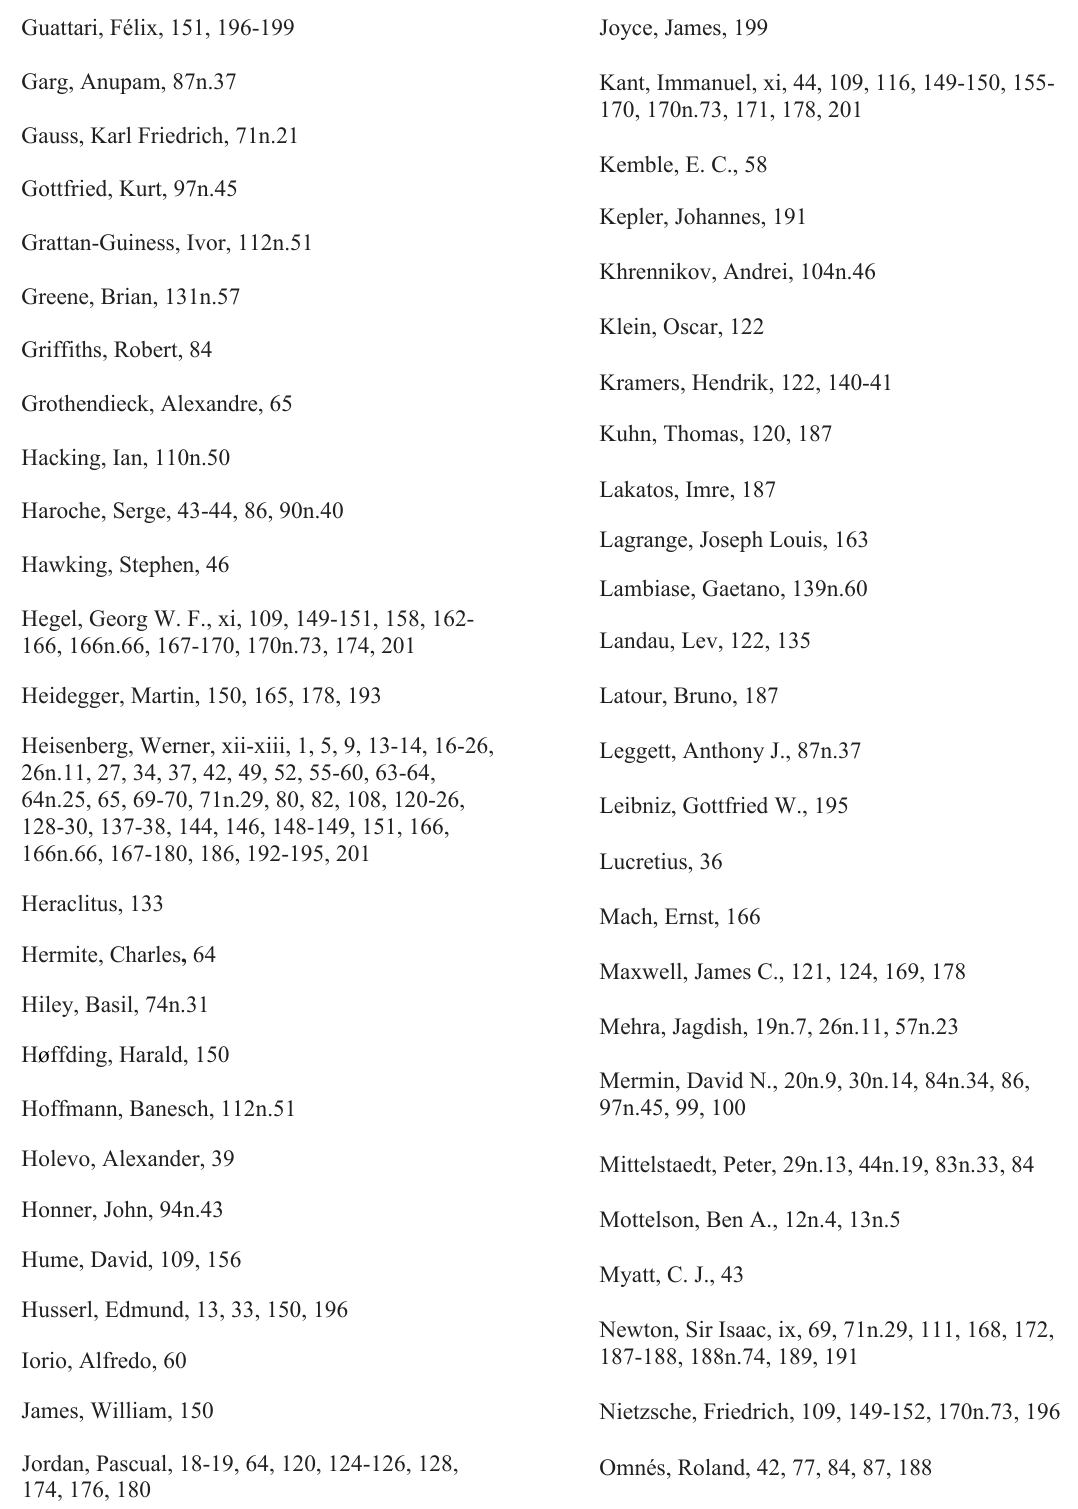 Guattari, Félix, 151, 196-199
Garg, Anupam, 87n.37
Gauss, Karl Friedrich, 71n.21
Gottfried, Kurt, 97n.45
Grattan-Guiness, Ivor, 112n.51
Greene, Brian, 131n.57
Griffiths, Robert, 84
Grothendieck, Alexandre, 65
Hacking, Ian, 110n.50
Haroche, Serge, 43-44, 86, 90n.40
Hawking, Stephen, 46
Hegel, Georg W. F., xi, 109, 149-151, 158, 162-
166, 166n.66, 167-170, 170n.73, 174, 201
Heidegger, Martin, 150, 165, 178, 193
Heisenberg, Werner, xii-xiii, 1, 5, 9, 13-14, 16-26,
26n.11, 27, 34, 37, 42, 49, 52, 55-60, 63-64,
64n.25, 65, 69-70, 71n.29, 80, 82, 108, 120-26,
128-30, 137-38, 144, 146, 148-149, 151, 166,
166n.66, 167-180, 186, 192-195, 201
Heraclitus, 133
Hermite, Charles, 64
Hiley, Basil, 74n.31
Høffding, Harald, 150
Hoffmann, Banesch, 112n.51
Holevo, Alexander, 39
Honner, John, 94n.43
Hume, David, 109, 156
Husserl, Edmund, 13, 33, 150, 196
Iorio, Alfredo, 60
James, William, 150
Jordan, Pascual, 18-19, 64, 120, 124-126, 128,
174, 176, 180
Joyce, James, 199
Kant, Immanuel, xi, 44, 109, 116, 149-150, 155-
170, 170n.73, 171, 178, 201
Kemble, E. C., 58
Kepler, Johannes, 191
Khrennikov, Andrei, 104n.46
Klein, Oscar, 122
Kramers, Hendrik, 122, 140-41
Kuhn, Thomas, 120, 187
Lakatos, Imre, 187
Lagrange, Joseph Louis, 163
Lambiase, Gaetano, 139n.60
Landau, Lev, 122, 135
Latour, Bruno, 187
Leggett, Anthony J., 87n.37
Leibniz, Gottfried W., 195
Lucretius, 36
Mach, Ernst, 166
Maxwell, James C., 121, 124, 169, 178
Mehra, Jagdish, 19n.7, 26n.11, 57n.23
Mermin, David N., 20n.9, 30n.14, 84n.34, 86,
97n.45, 99, 100
Mittelstaedt, Peter, 29n.13, 44n.19, 83n.33, 84
Mottelson, Ben A., 12n.4, 13n.5
Myatt, C. J., 43
Newton, Sir Isaac, ix, 69, 71n.29, 111, 168, 172,
187-188, 188n.74, 189, 191
Nietzsche, Friedrich, 109, 149-152, 170n.73, 196
Omnés, Roland, 42, 77, 84, 87, 188